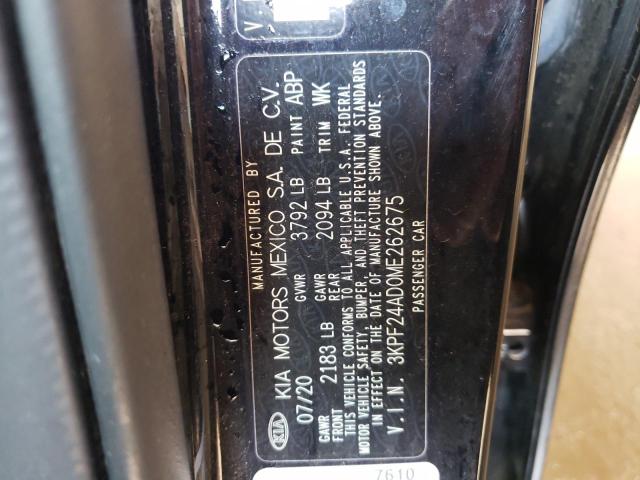 MANUFACTURED BY
KIA KIA MOTORS MEXICO S.A. DE C.V.
07/20 GVWR 3792 LB PAINT ABP
GAWR FRONT 2183 LB GAWR REAR 2094 LB TRIM WK
THIS VEHICLE CONFORMS TO ALL APPLICABLE U.S.A. FEDERAL
MOTOR VEHICLE SAFETY, BUMPER, AND THEFT PREVENTION STANDARDS
IN EFFECT ON THE DATE OF MANUFACTURE SHOWN ABOVE.
V.I.N. 3KPF24AD0ME262675
PASSENGER CAR
7610